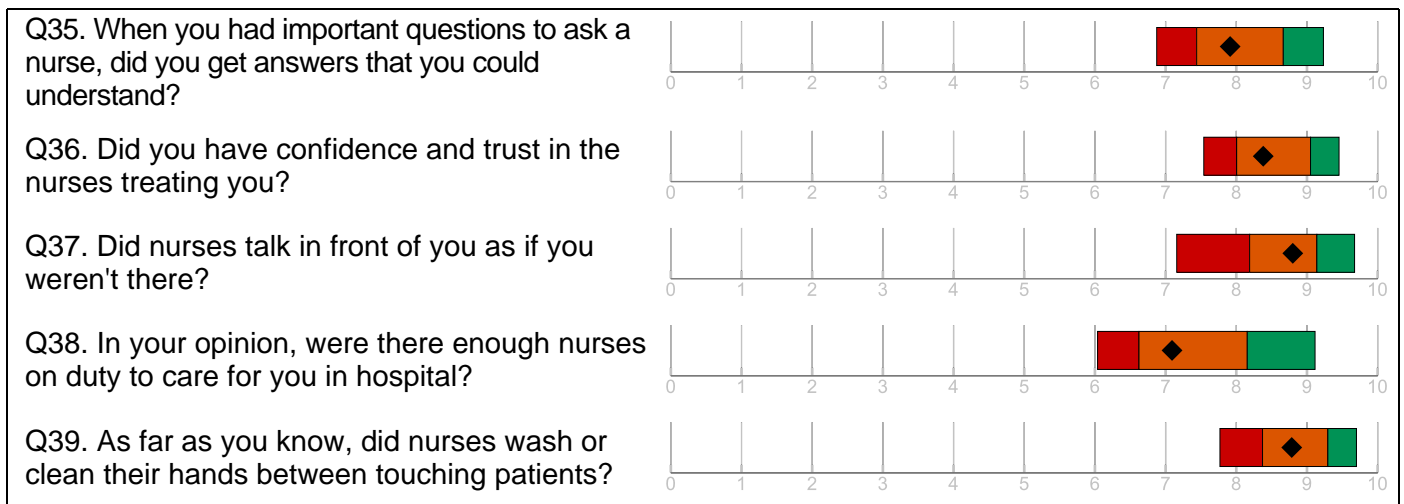 Q35. When you had important questions to ask a
nurse, did you get answers that you could
understand?
0 1 2 3 4 5 6 7 8 9 10
Q36. Did you have confidence and trust in the
nurses treating you?
0 1 2 3 4 5 6 7 8 9 10
Q37. Did nurses talk in front of you as if you
weren't there?
0 1 2 3 4 5 6 7 8 9 10
Q38. In your opinion, were there enough nurses
on duty to care for you in hospital?
0 1 2 3 4 5 6 7 8 9 10
Q39. As far as you know, did nurses wash or
clean their hands between touching patients?
0 1 2 3 4 5 6 7 8 9 10